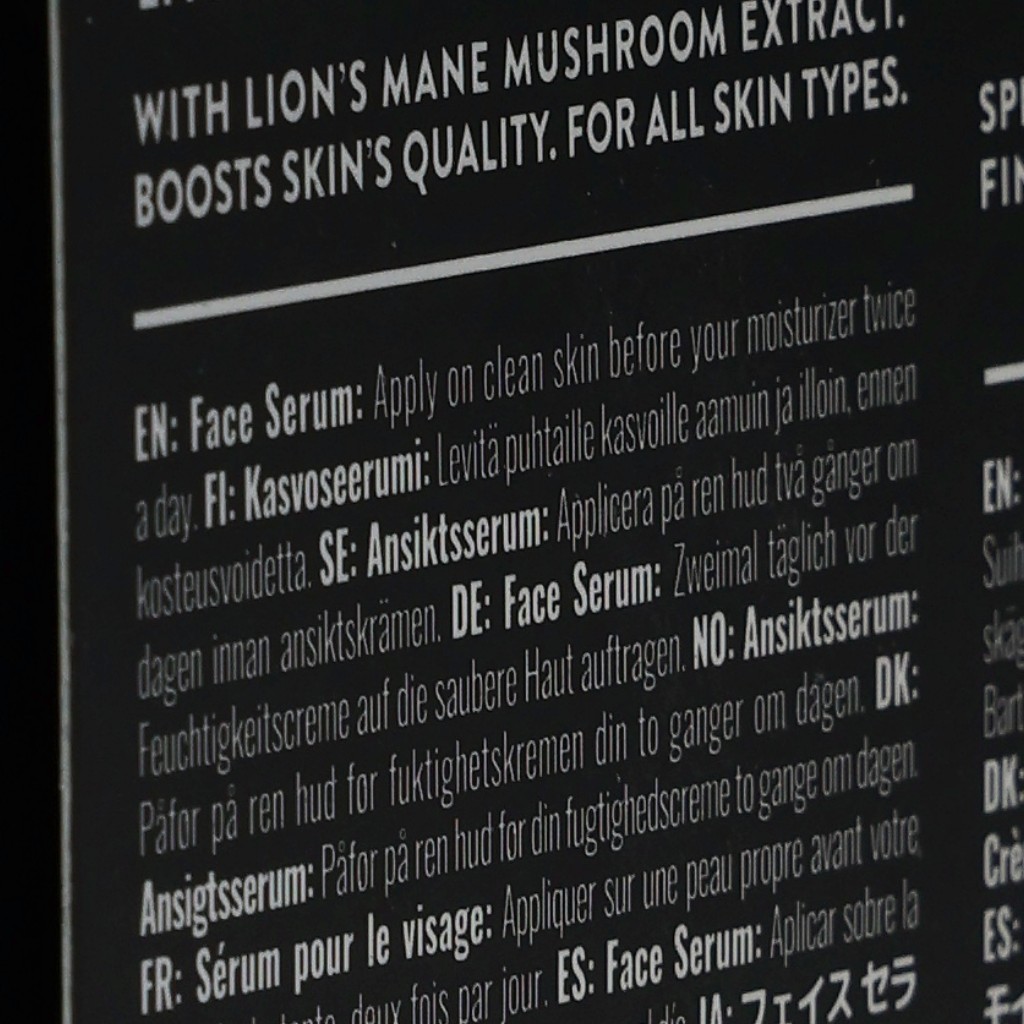 WITH LION'S MANE MUSHROOM EXTRACT.
BOOSTS SKIN'S QUALITY. FOR ALL SKIN TYPES.
EN: Face Serum: Apply on clean skin before your moisturizer twice
a day. FI: Kasvoseerumi: Levitä puhtaille kasvoille aamuin ja illoin, ennen
kosteusvoidetta. SE: Ansiktsserum: Applicera på ren hud två gånger om
dagen innan ansiktskrämen. DE: Face Serum: Zweimal täglich vor der
Feuchtigkeitscreme auf die saubere Haut auftragen. NO: Ansiktsserum:
Påfør på ren hud før fuktighetskremen din to ganger om dagen. DK:
Ansigtsserum: Påfør på ren hud før din fugtighedscreme to gange om dagen.
FR: Sérum pour le visage: Appliquer sur une peau propre avant votre
deux fois par jour. ES: Face Serum: Aplicar sobre la
JA: フェイスセラ
EN:
DK:
ES: